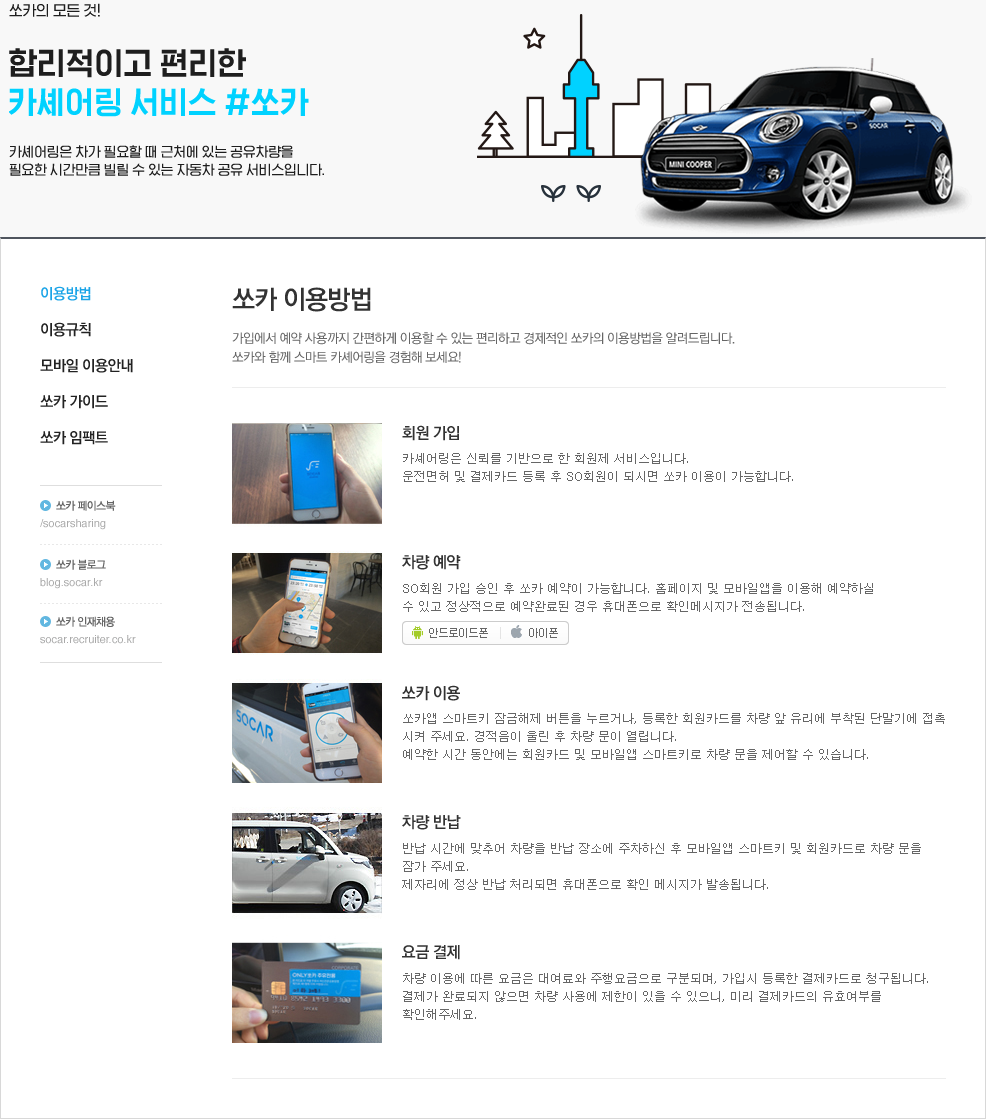 쏘카의 모든 것!
합리적이고 편리한
카셰어링 서비스 #쏘카
카셰어링은 차가 필요할 때 근처에 있는 공유차량을
필요한 시간만큼 빌릴 수 있는 자동차 공유 서비스입니다.
MINI COOPER
SOCAR
이용방법
이용규칙
모바일 이용안내
쏘카 가이드
쏘카 임팩트
쏘카 페이스북
/socarsharing
쏘카 블로그
blog.socar.kr
쏘카 인재채용
socar.recruiter.co.kr
쏘카 이용방법
가입에서 예약 사용까지 간편하게 이용할 수 있는 편리하고 경제적인 쏘카의 이용방법을 알려드립니다.
쏘카와 함께 스마트 카셰어링을 경험해 보세요!
회원 가입
카셰어링은 신뢰를 기반으로 한 회원제 서비스입니다.
운전면허 및 결제카드 등록 후 SO회원이 되시면 쏘카 이용이 가능합니다.
차량 예약
SO회원 가입 승인 후 쏘카 예약이 가능합니다. 홈페이지 및 모바일앱을 이용해 예약하실
수 있고 정상적으로 예약완료된 경우 휴대폰으로 확인메시지가 전송됩니다.
안드로이드폰 아이폰
SOCAR
쏘카 이용
쏘카앱 스마트키 잠금해제 버튼을 누르거나, 등록한 회원카드를 차량 앞 유리에 부착된 단말기에 접촉
시켜 주세요. 경적음이 울린 후 차량 문이 열립니다.
예약한 시간 동안에는 회원카드 및 모바일앱 스마트키로 차량 문을 제어할 수 있습니다.
차량 반납
반납 시간에 맞추어 차량을 반납 장소에 주차하신 후 모바일앱 스마트키 및 회원카드로 차량 문을
잠가 주세요.
제자리에 정상 반납 처리되면 휴대폰으로 확인 메시지가 발송됩니다.
요금 결제
차량 이용에 따른 요금은 대여료와 주행요금으로 구분되며, 가입시 등록한 결제카드로 청구됩니다.
결제가 완료되지 않으면 차량 사용에 제한이 있을 수 있으니, 미리 결제카드의 유효여부를
확인해주세요.